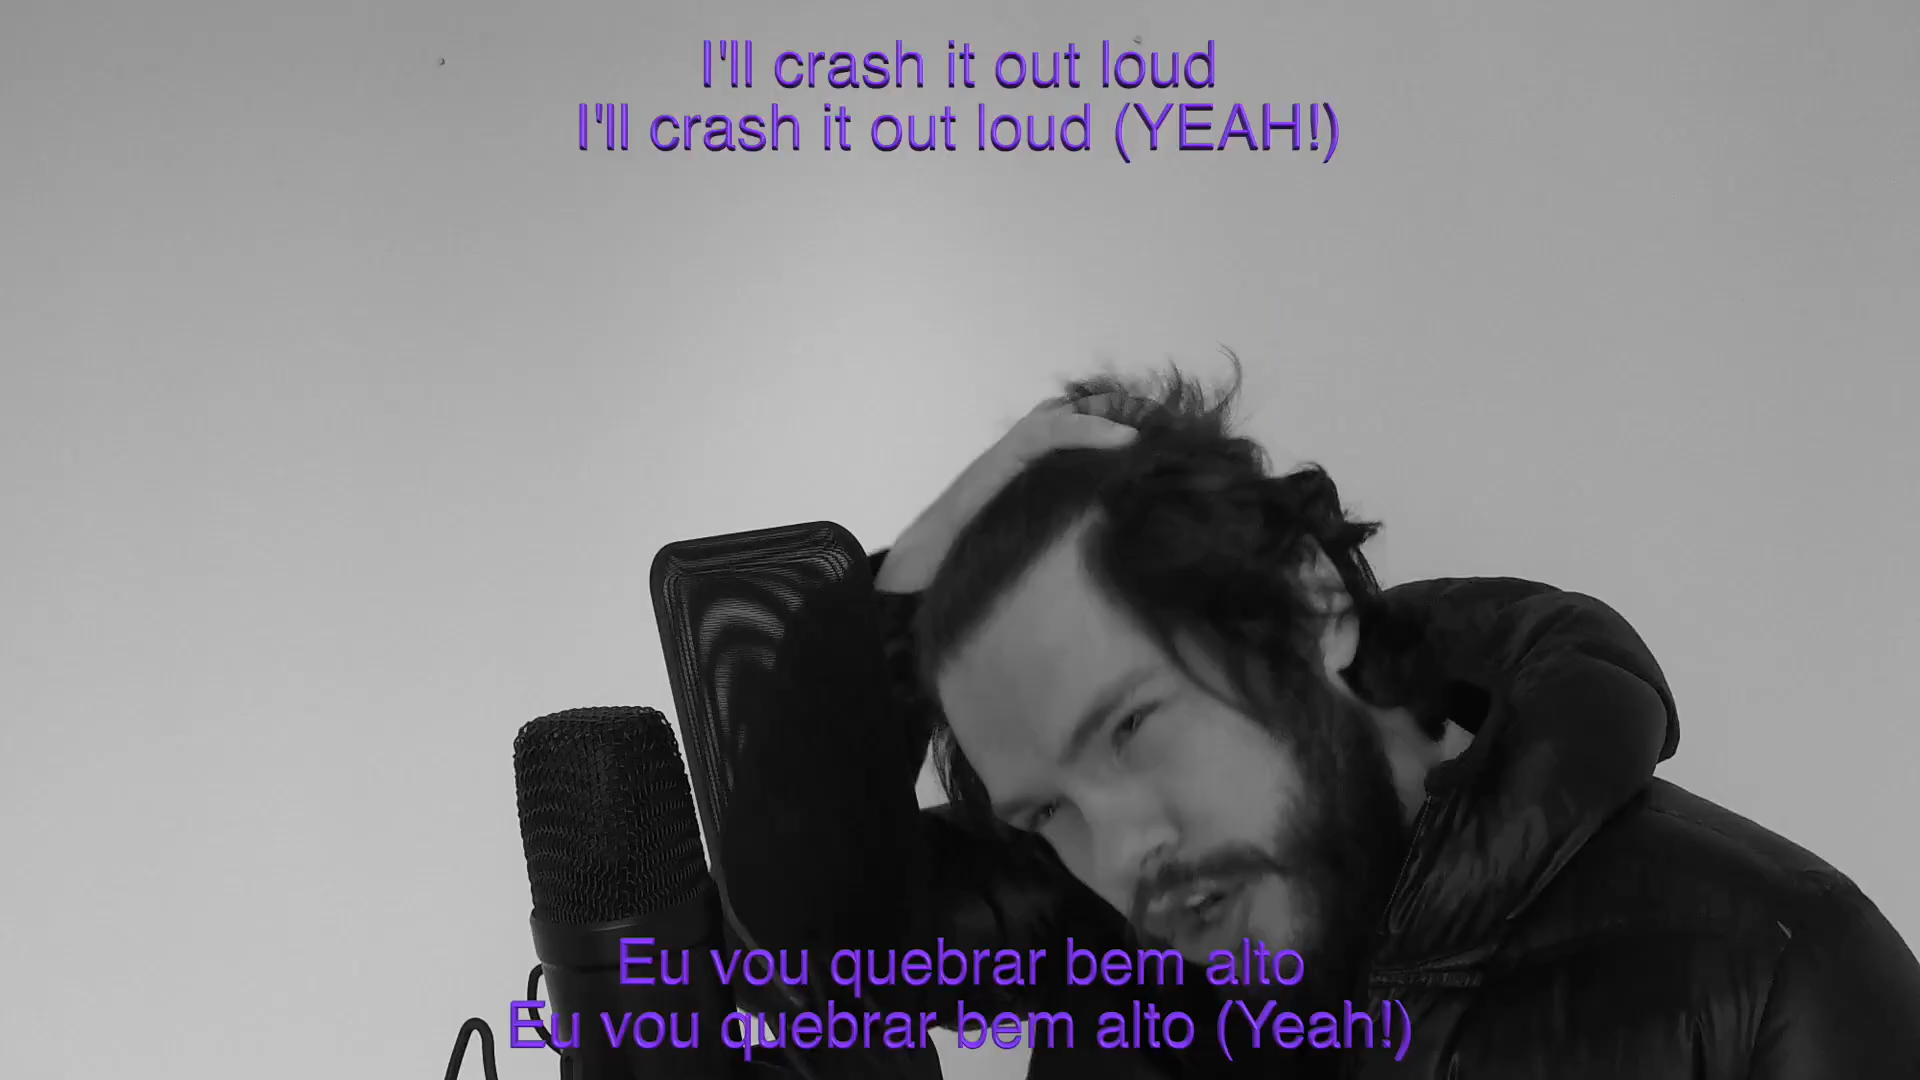 I'll crash it out loud
I'll crash it out loud (YEAH!)
Eu vou quebrar bem alto
Eu vou quebrar bem alto (Yeah!)